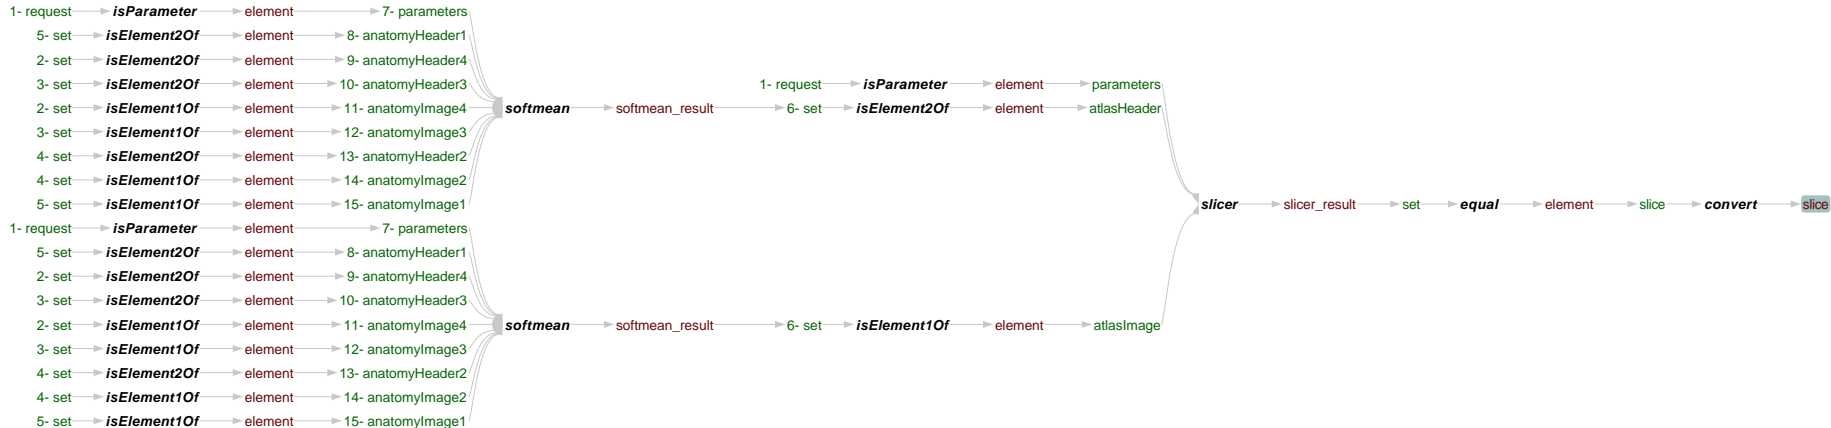 1- request isParameter element 7- parameters
5- set isElement2Of element 8- anatomyHeader1
2- set isElement2Of element 9- anatomyHeader4
3- set isElement2Of element 10- anatomyHeader3 1- request isParameter element parameters
2- set isElement1Of element 11- anatomyImage4 softmean softmean_result 6- set isElement2Of element atlasHeader
3- set isElement1Of element 12- anatomyImage3
4- set isElement2Of element 13- anatomyHeader2
4- set isElement1Of element 14- anatomyImage2
5- set isElement1Of element 15- anatomyImage1 slicer slicer_result set equal element slice convert slice
1- request isParameter element 7- parameters
5- set isElement2Of element 8- anatomyHeader1
2- set isElement2Of element 9- anatomyHeader4
3- set isElement2Of element 10- anatomyHeader3
2- set isElement1Of element 11- anatomyImage4 softmean softmean_result 6- set isElement1Of element atlasImage
3- set isElement1Of element 12- anatomyImage3
4- set isElement2Of element 13- anatomyHeader2
4- set isElement1Of element 14- anatomyImage2
5- set isElement1Of element 15- anatomyImage1